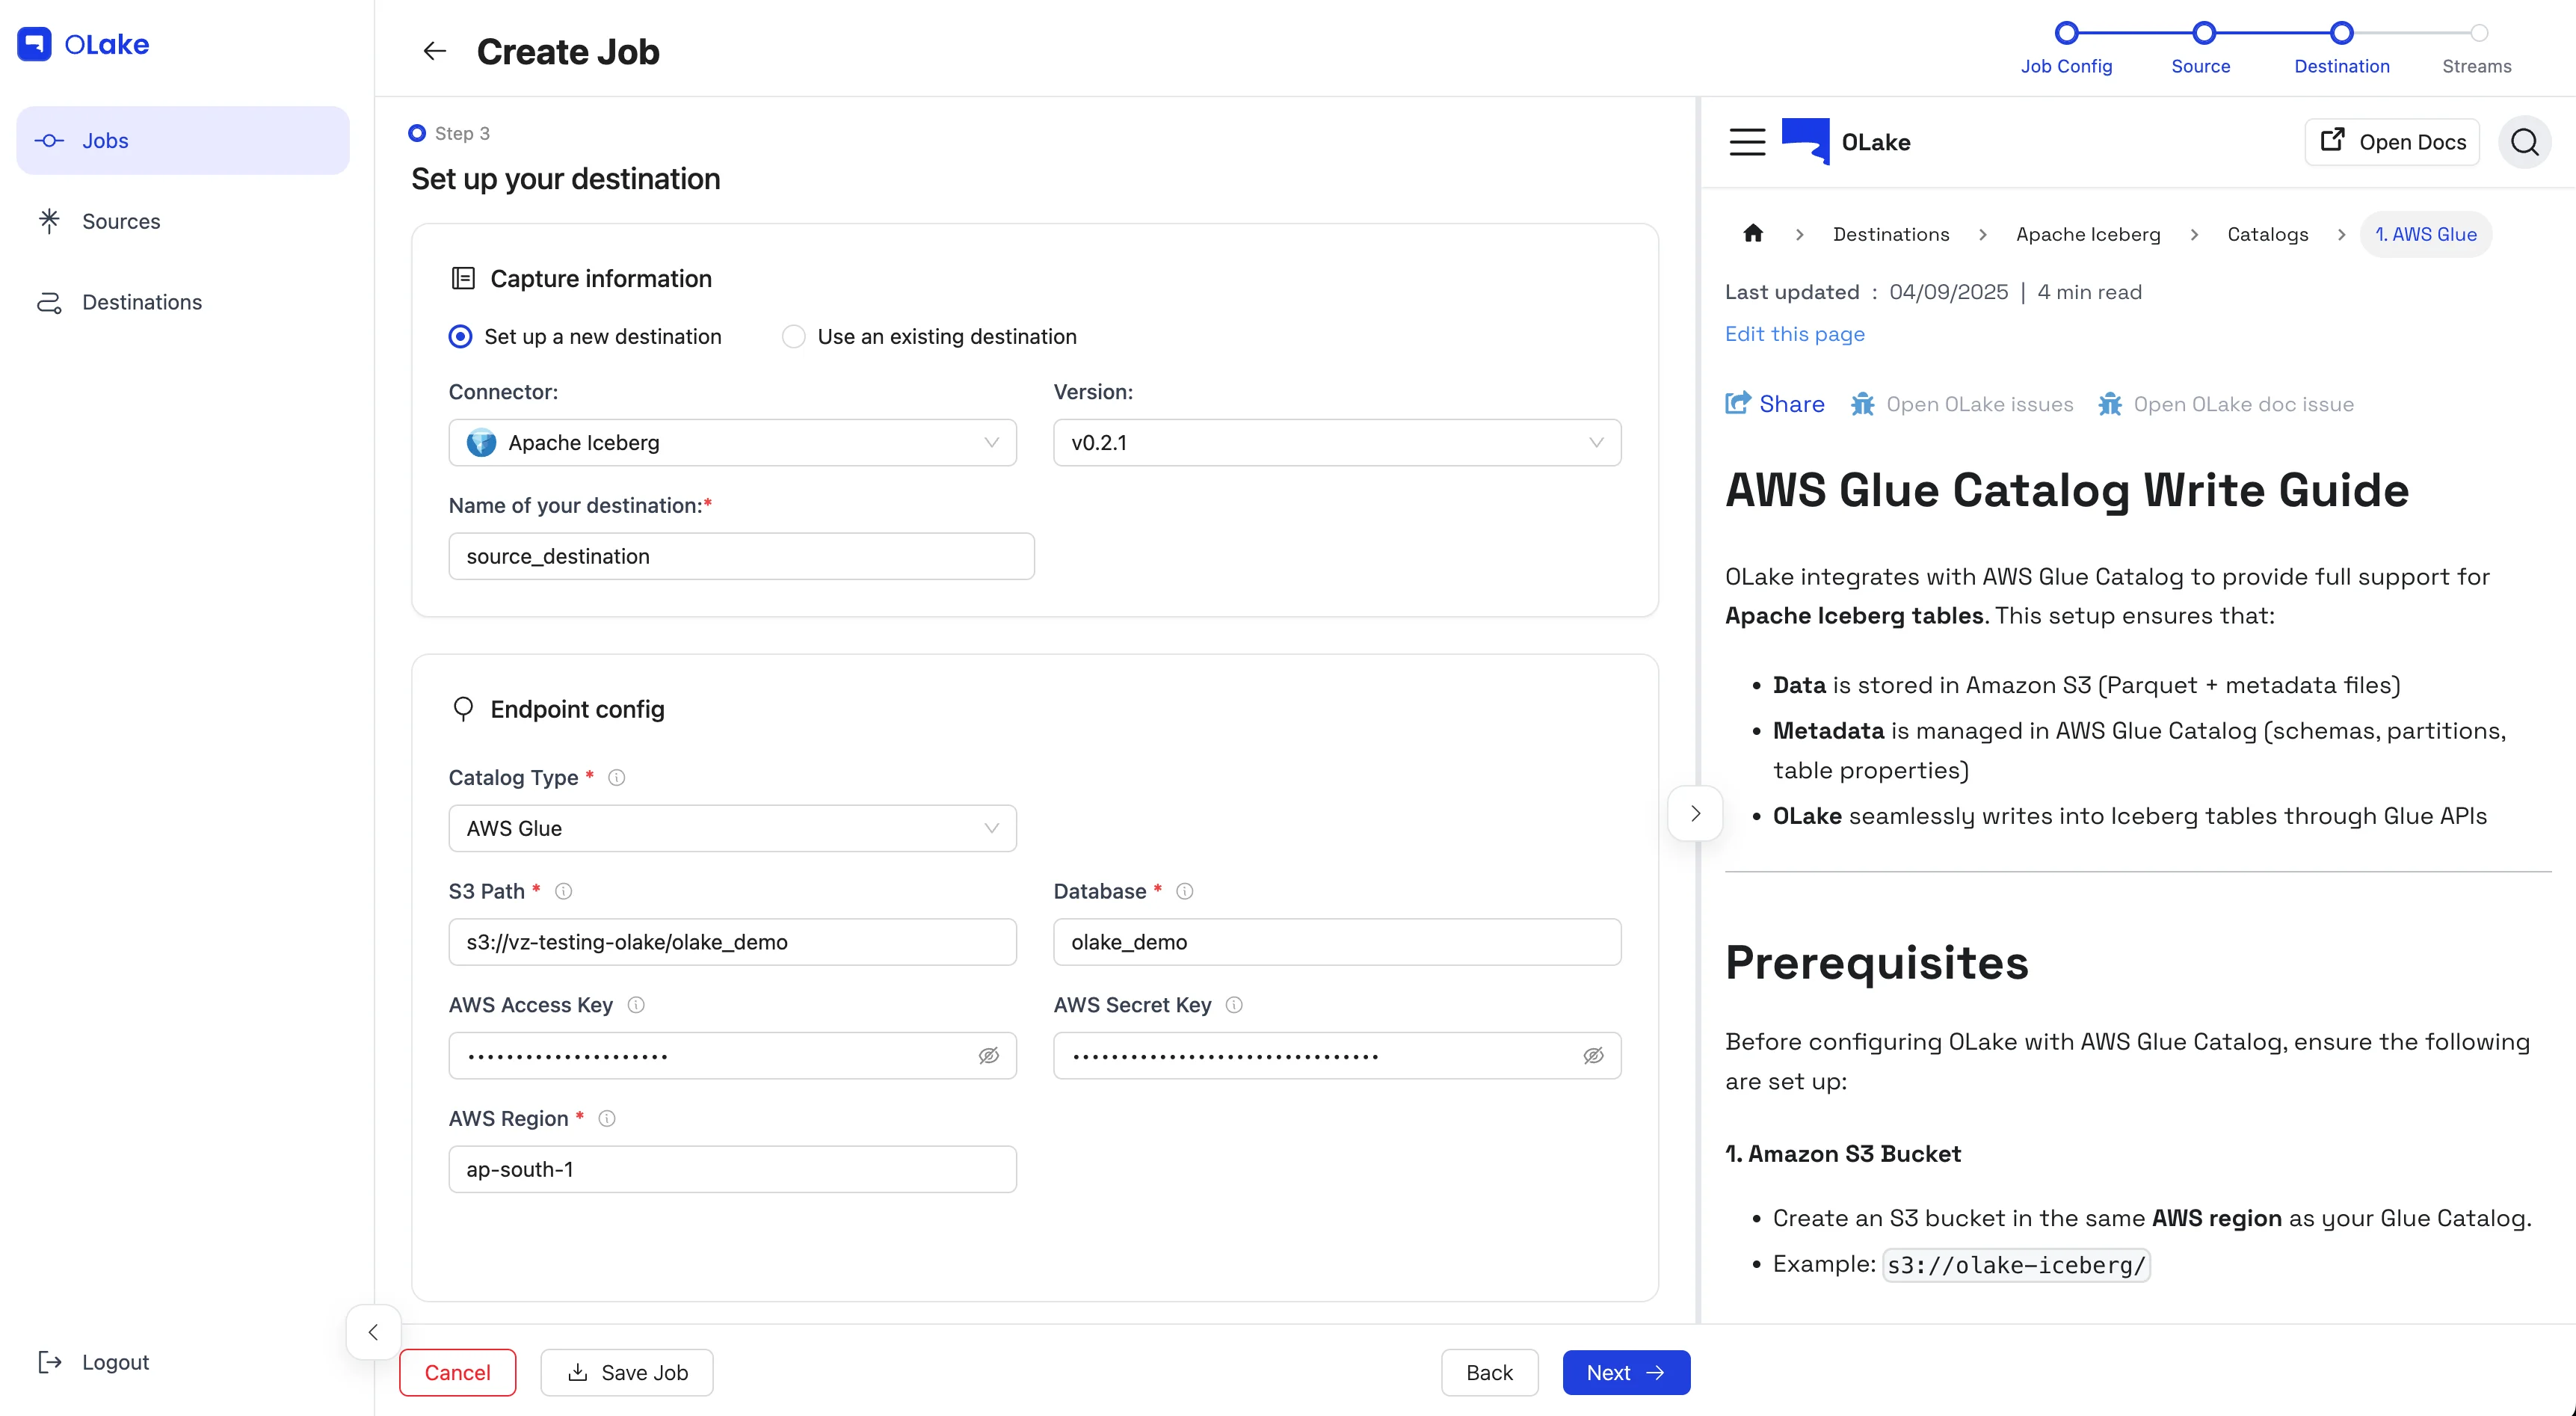 OLake
Jobs
Sources
Destinations
Logout
Create Job
Job Config
Source
Destination
Streams
Step 3
Set up your destination
Capture information
Set up a new destination
Use an existing destination
Connector:
Version:
Apache Iceberg
v0.2.1
Name of your destination:*
source_destination
Endpoint config
Catalog Type *
AWS Glue
S3 Path *
Database *
s3://vz-testing-olake/olake_demo
olake_demo
AWS Access Key
AWS Secret Key
AWS Region *
ap-south-1
Cancel
Save Job
Back
Next
OLake
Open Docs
Destinations
Apache Iceberg
Catalogs
1. AWS Glue
Last updated : 04/09/2025 | 4 min read
Edit this page
Share
Open OLake issues
Open OLake doc issue
AWS Glue Catalog Write Guide
OLake integrates with AWS Glue Catalog to provide full support for
Apache Iceberg tables. This setup ensures that:
• Data is stored in Amazon S3 (Parquet + metadata files)
• Metadata is managed in AWS Glue Catalog (schemas, partitions,
table properties)
• OLake seamlessly writes into Iceberg tables through Glue APIs
Prerequisites
Before configuring OLake with AWS Glue Catalog, ensure the following
are set up:
1. Amazon S3 Bucket
• Create an S3 bucket in the same AWS region as your Glue Catalog.
• Example: s3://olake-iceberg/